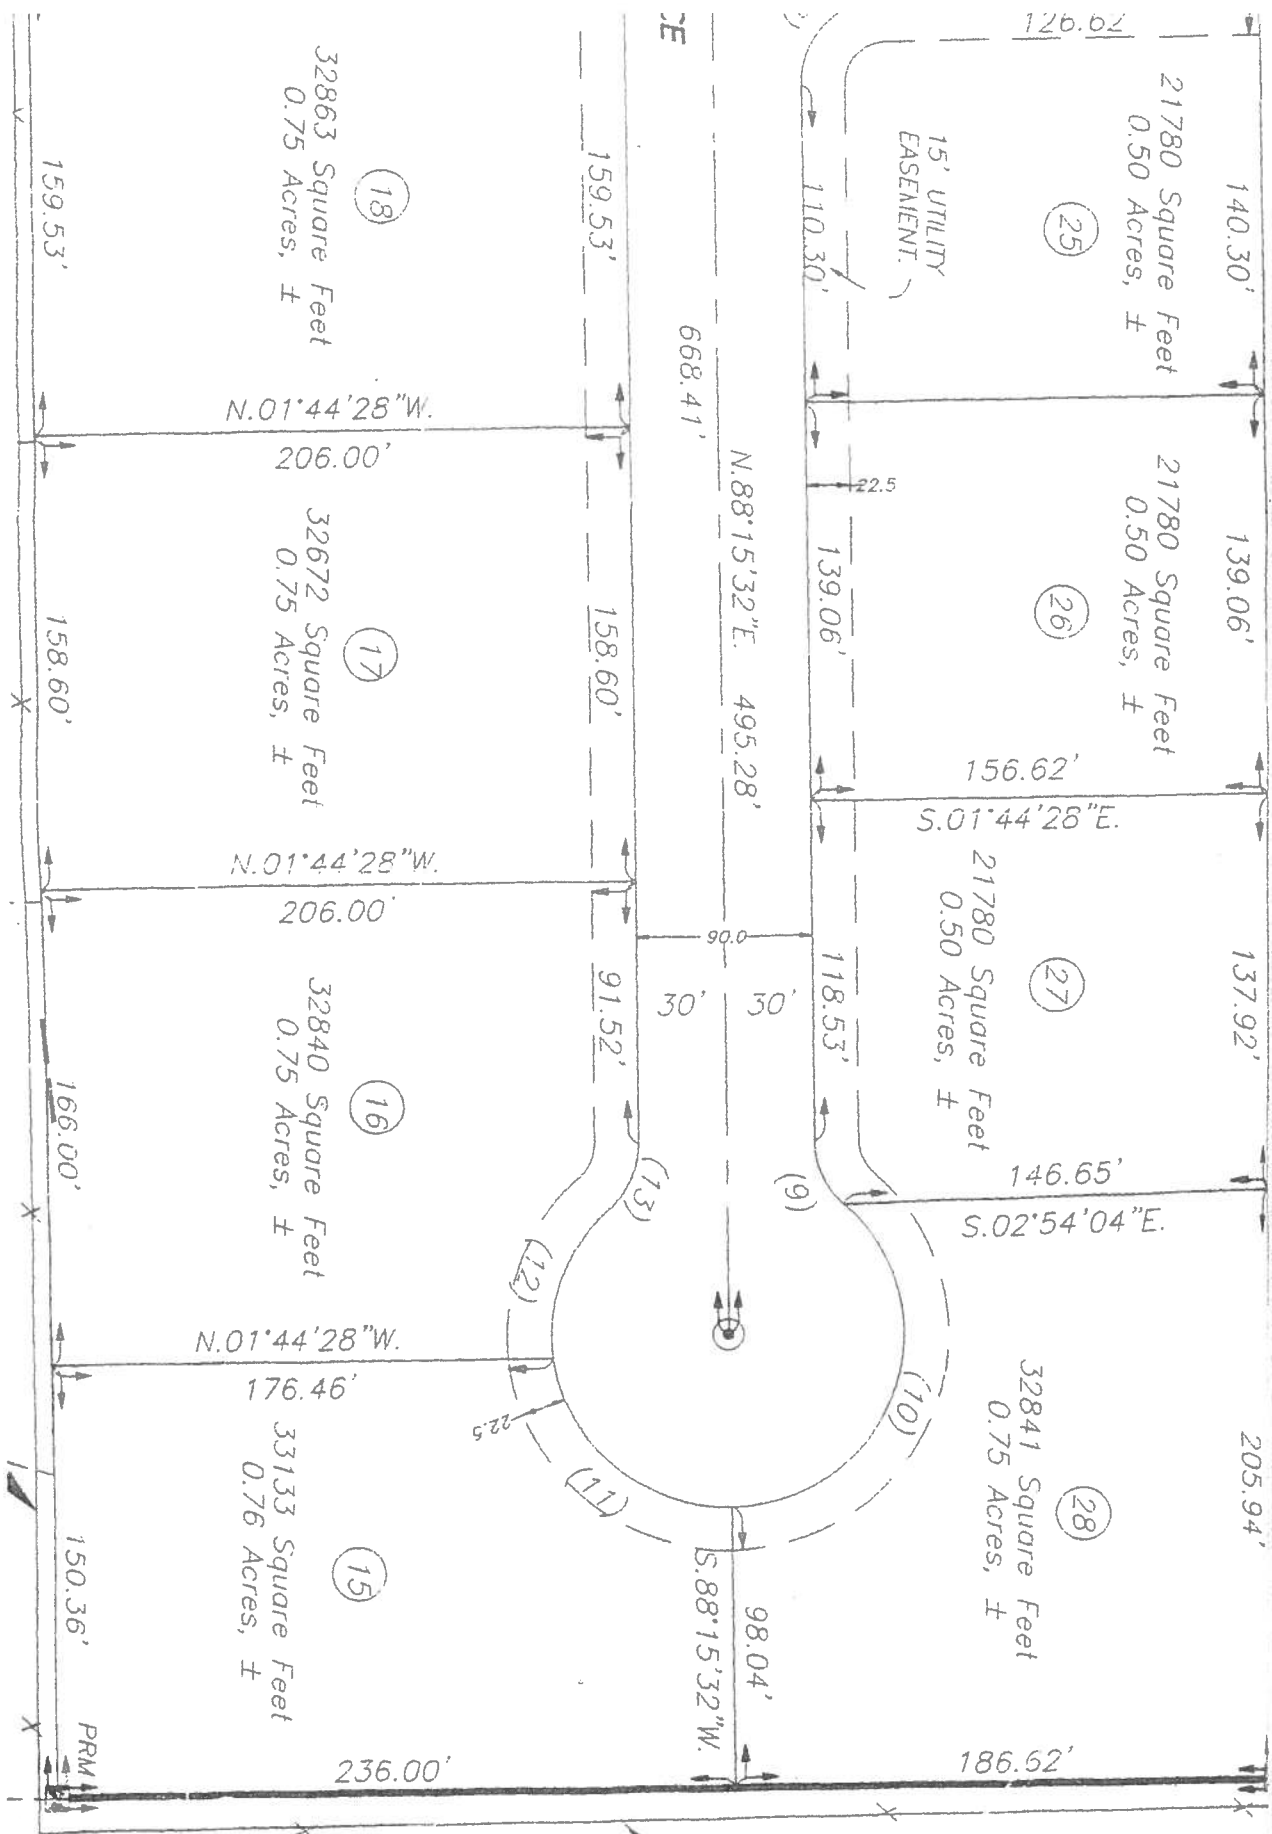 CE
126.62
21780 Square Feet
0.50 Acres, ±
25
140.30'
15' UTILITY
EASEMENT.
110.30'
159.53'
18
32863 Square Feet
0.75 Acres, ±
159.53'
668.41'
N.88°15'32"E. 495.28'
N.01°44'28"W.
206.00'
22.5
139.06'
21780 Square Feet
0.50 Acres, ±
26
139.06'
158.60'
17
32672 Square Feet
0.75 Acres, ±
158.60'
156.62'
S.01°44'28"E.
N.01°44'28"W.
206.00'
90.0
30' 30'
118.53'
27
21780 Square Feet
0.50 Acres, ±
137.92'
91.52'
16
32840 Square Feet
0.75 Acres, ±
166.00'
146.65'
S.02°54'04"E.
(13)
(9)
(12)
(10)
(11)
N.01°44'28"W.
176.46'
22.5
28
32841 Square Feet
0.75 Acres, ±
205.94'
15
33133 Square Feet
0.76 Acres, ±
150.36'
98.04'
S.88°15'32"W.
PRM
236.00'
186.62'